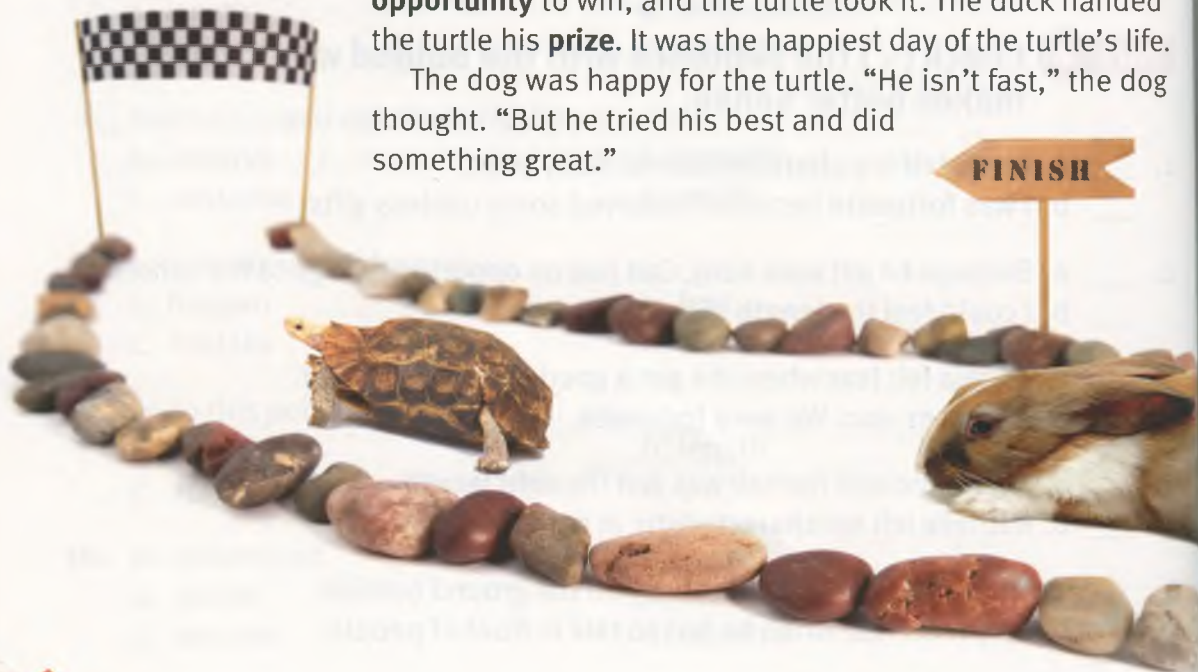 opportunity to win, and the turtle took it. The duck handed
the turtle his prize. It was the happiest day of the turtle's life.
The dog was happy for the turtle. “He isn't fast,” the dog
thought. “But he tried his best and did
something great.”
FINISH